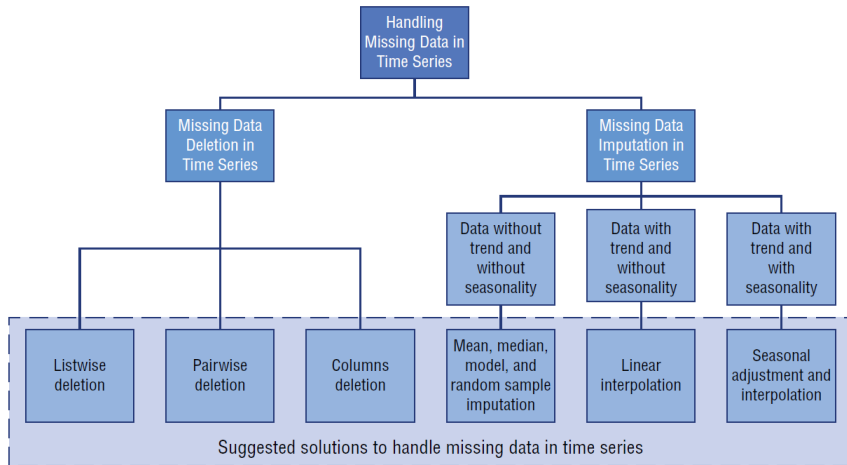 Handling
Missing Data in
Time Series
Missing Data
Deletion in
Time Series
Missing Data
Imputation in
Time Series
Data without
trend and
without
seasonality
Data with
trend and
without
seasonality
Data with
trend and
with
seasonality
Listwise
deletion
Pairwise
deletion
Columns
deletion
Mean, median,
model, and
random sample
imputation
Linear
interpolation
Seasonal
adjustment and
interpolation
Suggested solutions to handle missing data in time series